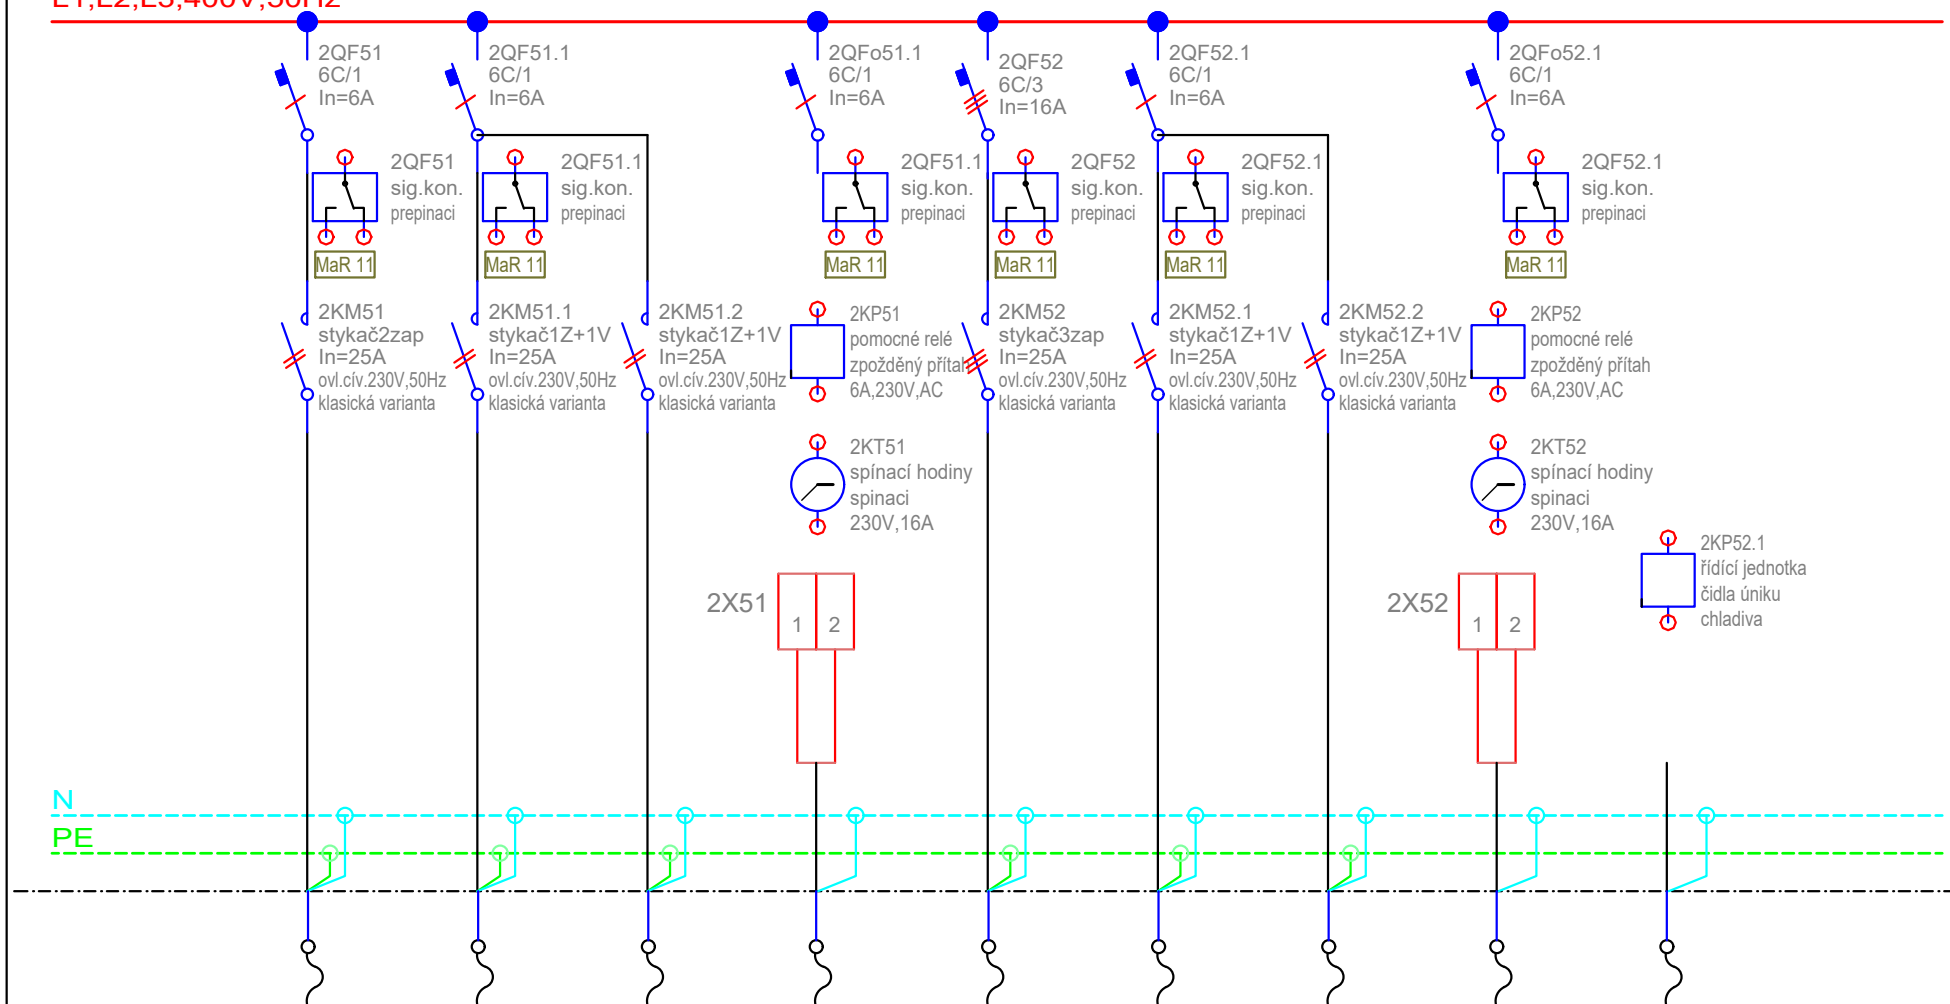 L1,L2,L3,400V,50Hz
2QF51
6C/1
In=6A
2QF51.1
6C/1
In=6A
2QFo51.1
6C/1
In=6A
2QF52
6C/3
In=16A
2QF52.1
6C/1
In=6A
2QFo52.1
6C/1
In=6A
2QF51
sig.kon.
prepinaci
MaR 11
2QF51.1
sig.kon.
prepinaci
MaR 11
2QF51.1
sig.kon.
prepinaci
MaR 11
2QF52
sig.kon.
prepinaci
MaR 11
2QF52.1
sig.kon.
prepinaci
MaR 11
2QF52.1
sig.kon.
prepinaci
MaR 11
2KM51
stykač2zap
In=25A
ovl.cív.230V,50Hz
klasická varianta
2KM51.1
stykač1Z+1V
In=25A
ovl.cív.230V,50Hz
klasická varianta
2KM51.2
stykač1Z+1V
In=25A
ovl.cív.230V,50Hz
klasická varianta
2KP51
pomocné relé
zpožděný přítah
6A,230V,AC
2KM52
stykač3zap
In=25A
ovl.cív.230V,50Hz
klasická varianta
2KM52.1
stykač1Z+1V
In=25A
ovl.cív.230V,50Hz
klasická varianta
2KM52.2
stykač1Z+1V
In=25A
ovl.cív.230V,50Hz
klasická varianta
2KP52
pomocné relé
zpožděný přítah
6A,230V,AC
2KT51
spínací hodiny
spinaci
230V,16A
2KT52
spínací hodiny
spinaci
230V,16A
2KP52.1
řídící jednotka
čidla úniku
chladiva
2X51
1 2
2X52
1 2
N
PE